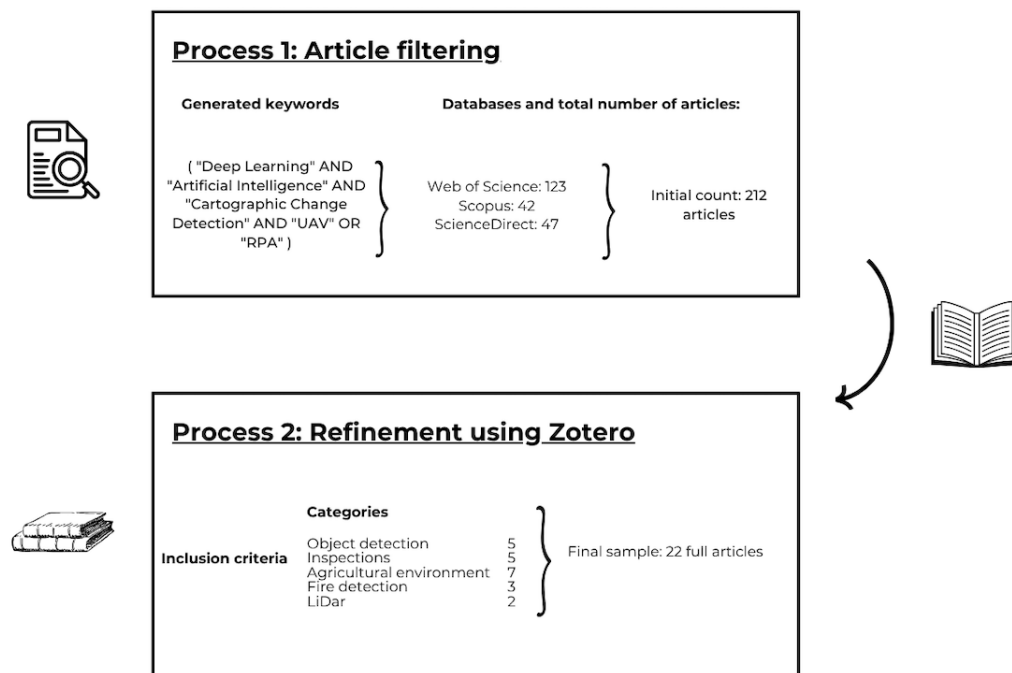 Process 1: Article filtering
Generated keywords
Databases and total number of articles:
( "Deep Learning" AND
"Artificial Intelligence" AND
"Cartographic Change
Detection" AND "UAV" OR
"RPA" )
Web of Science: 123
Scopus: 42
ScienceDirect: 47
Initial count: 212
articles
Process 2: Refinement using Zotero
Inclusion criteria
Categories
Object detection 5
Inspections 5
Agricultural environment 7
Fire detection 3
LiDar 2
Final sample: 22 full articles